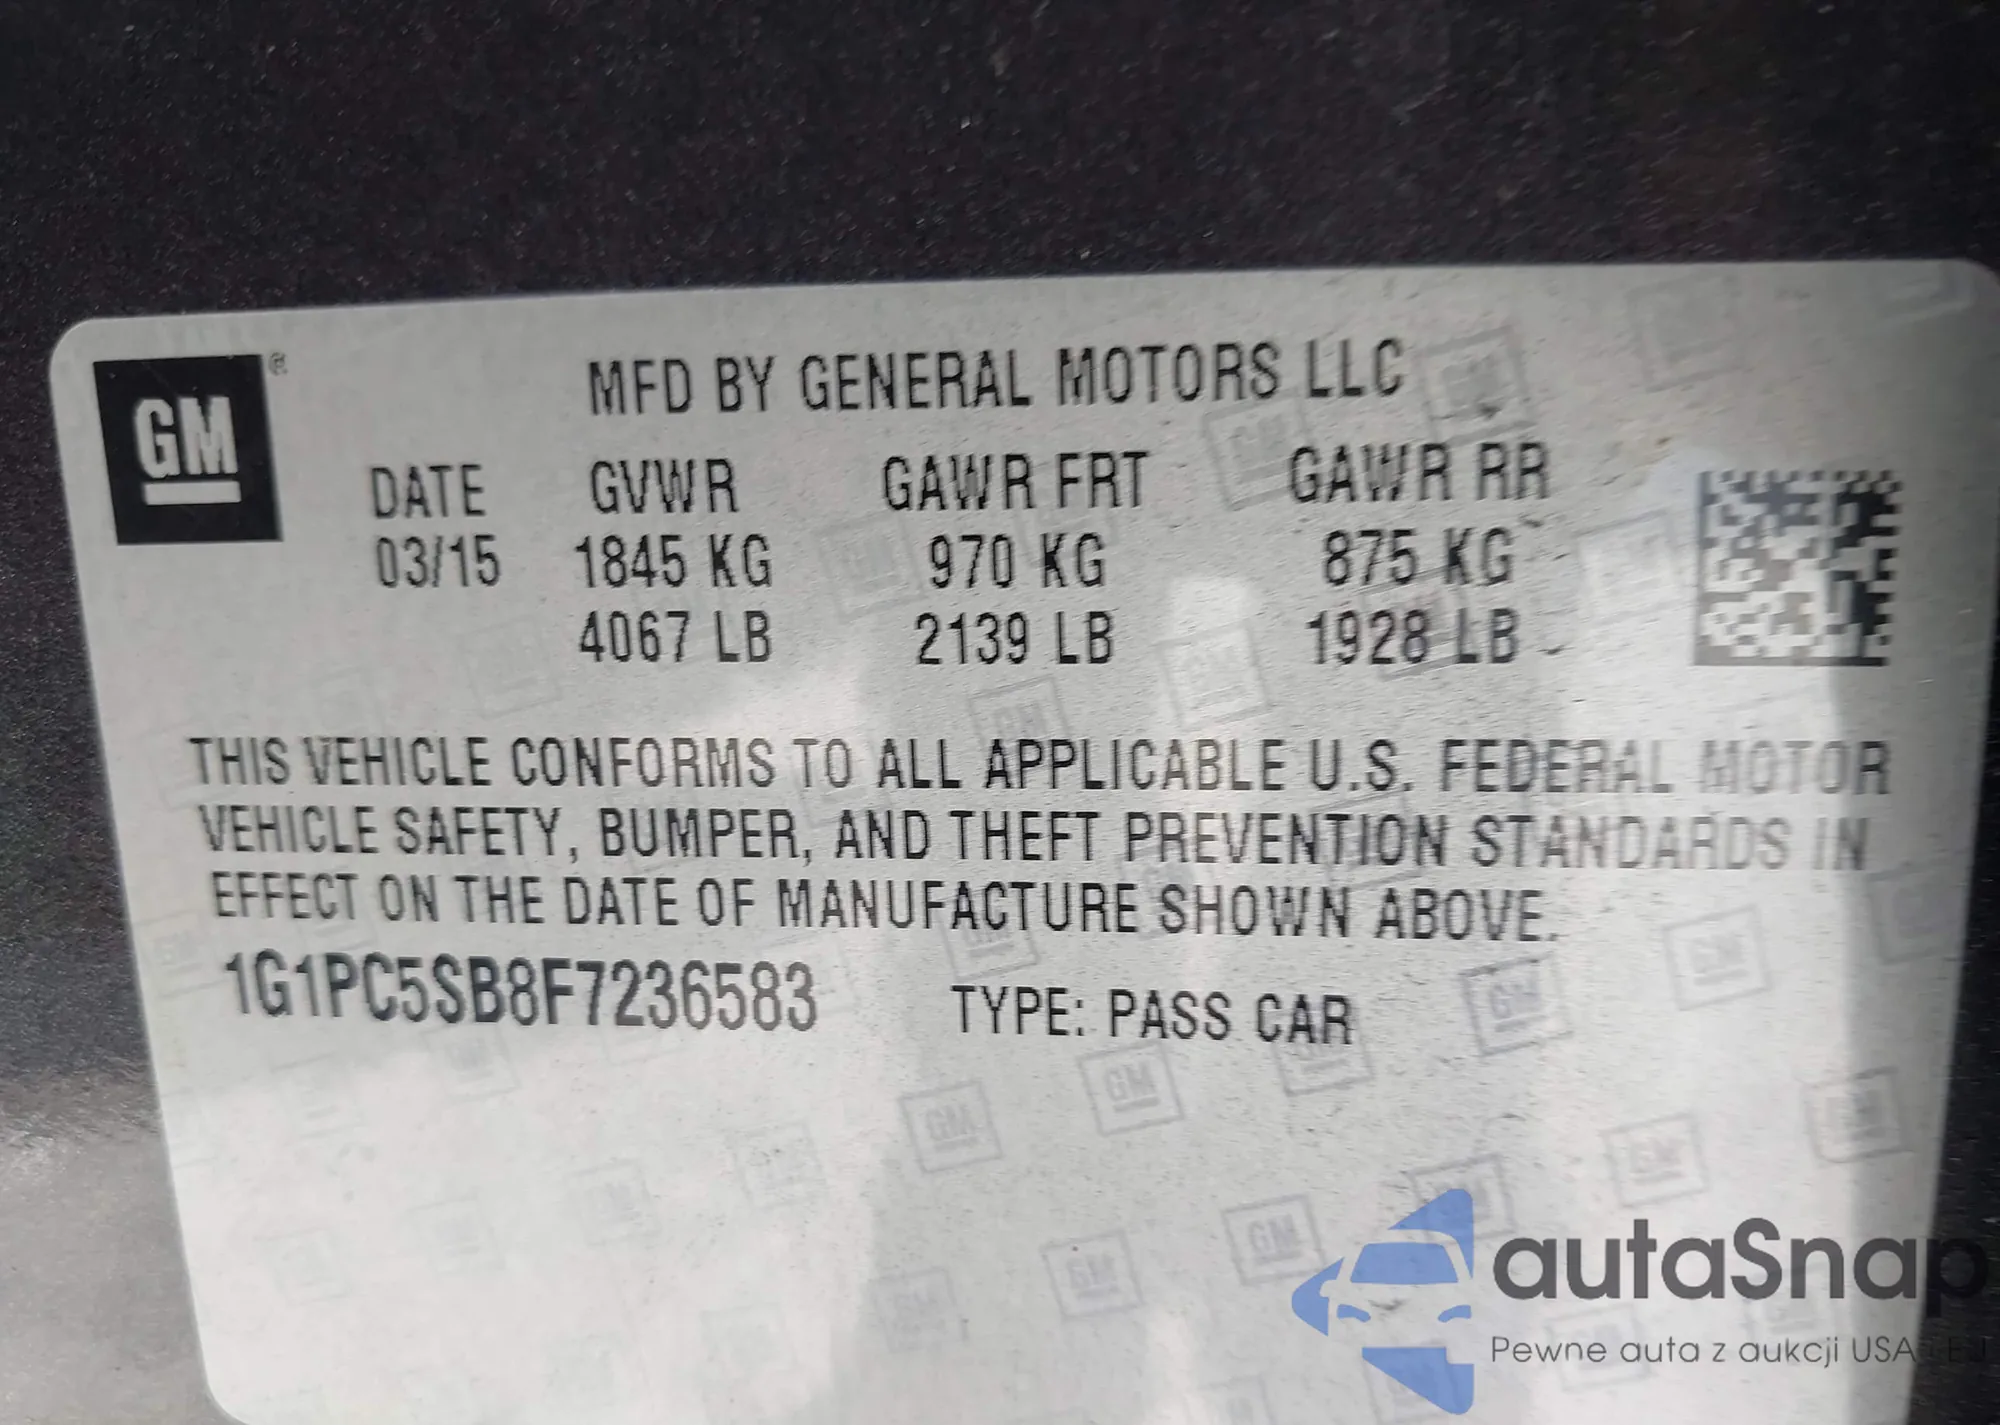 GM ®
MFD BY GENERAL MOTORS LLC
DATE GVWR GAWR FRT GAWR RR
03/15 1845 KG 970 KG 875 KG
4067 LB 2139 LB 1928 LB
THIS VEHICLE CONFORMS TO ALL APPLICABLE U.S. FEDERAL MOTOR
VEHICLE SAFETY, BUMPER, AND THEFT PREVENTION STANDARDS IN
EFFECT ON THE DATE OF MANUFACTURE SHOWN ABOVE.
1G1PC5SB8F7236583 TYPE: PASS CAR
autaSnap
Pewne auta z aukcji USA i EU